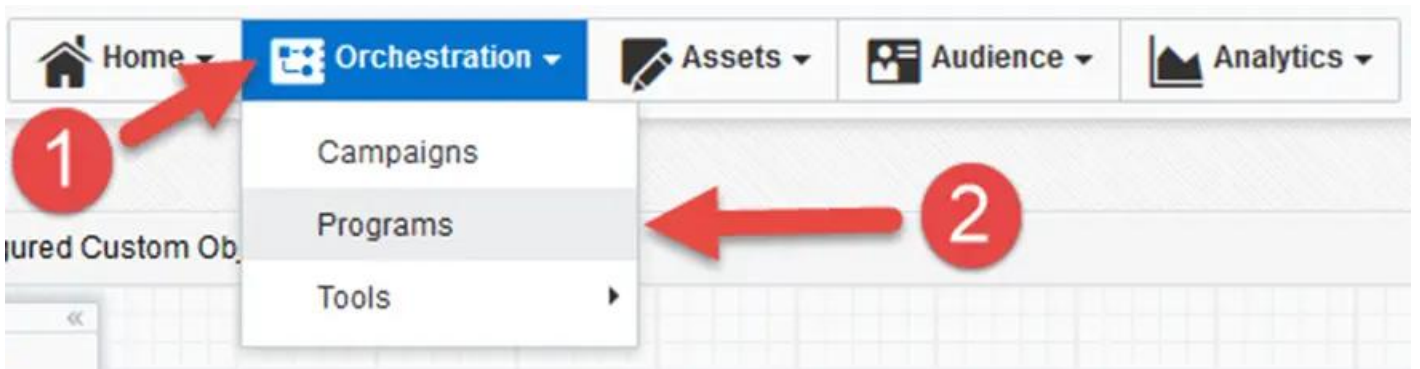 Home Orchestration Assets Audience Analytics
1
Campaigns
Programs
2
ured Custom Ob
Tools
«